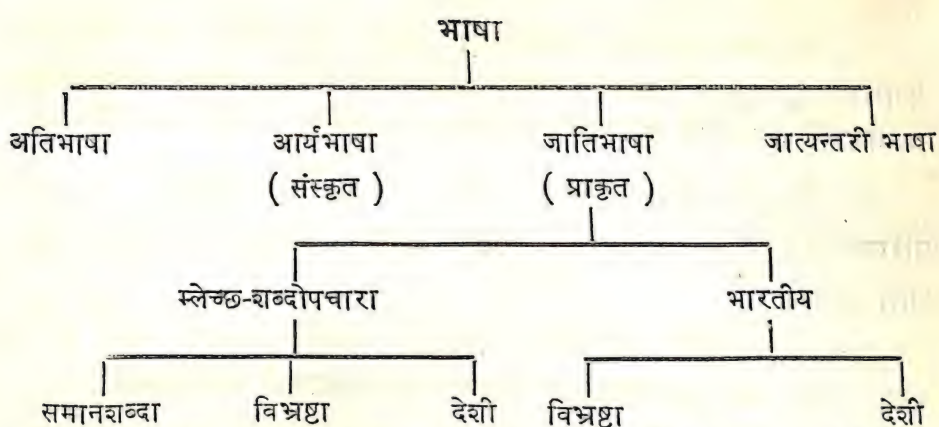 भाषा
अतिभाषा आर्यभाषा जातिभाषा जात्यन्तरी भाषा
( संस्कृत ) ( प्राकृत )
म्लेच्छ-शब्दोपचारा भारतीय
समानशब्दा विभ्रष्टा देशी विभ्रष्टा देशी